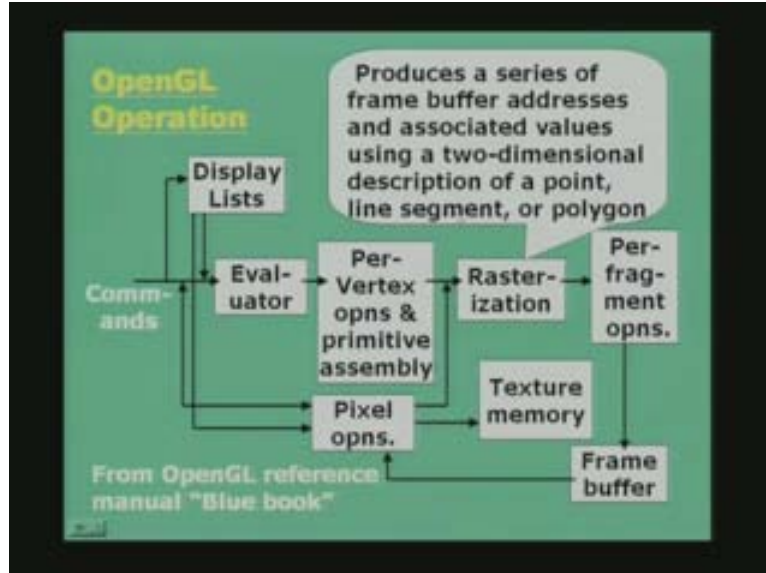 OpenGL
Operation
Produces a series of
frame buffer addresses
and associated values
using a two-dimensional
description of a point,
line segment, or polygon
Display
Lists
Comm-
ands
Eval-
uator
Per-
Vertex
opns &
primitive
assembly
Raster-
ization
Per-
frag-
ment
opns.
Pixel
opns.
Texture
memory
Frame
buffer
From OpenGL reference
manual "Blue book"